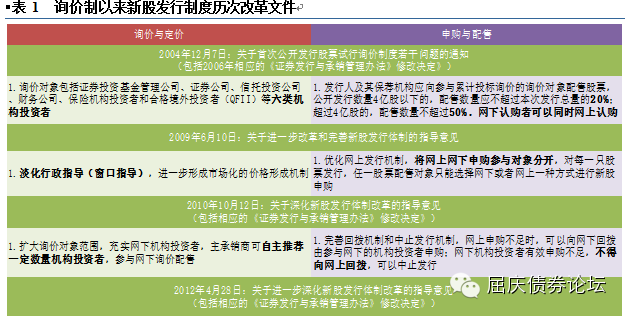 ▪表 1 询价制以来新股发行制度历次改革文件
询价与定价
申购与配售
2004年12月7日：关于首次公开发行股票试行询价制度若干问题的通知
（包括2006年相应的《证券发行与承销管理办法》修改决定》）
1. 询价对象包括证券投资基金管理公司、证券公司、信托投资公司
、财务公司、保险机构投资者和合格境外投资者（QFII）等六类机
构投资者
1. 发行人及其保荐机构应向参与累计投标询价的询价对象配售股票，
公开发行数量4亿股以下的，配售数量应不超过本次发行总量的20%；
超过4亿股的，配售数量不超过50%。网下认购者可以同时网上认购
2009年6月10日：关于进一步改革和完善新股发行体制的指导意见
1. 淡化行政指导（窗口指导），进一步形成市场化的价格形成机制
1. 优化网上发行机制，将网上网下申购参与对象分开，对每一只股
票发行，任一股票配售对象只能选择网下或者网上一种方式进行新股
申购
2010年10月12日：关于深化新股发行体制改革的指导意见
（包括相应的《证券发行与承销管理办法》修改决定》）
1. 扩大询价对象范围，充实网下机构投资者，主承销商可自主推荐
一定数量机构投资者，参与网下询价配售
1. 完善回拨机制和中止发行机制，网上申购不足时，可以向网下回拨
由参与网下的机构投资者申购；网下机构投资者有效申购不足，不得
向网上回拨，可以中止发行
2012年4月28日：关于进一步深化新股发行体制改革的指导意见
（包括相应的《证券发行与承销管理办法》修改决定》）
屈庆债券论坛